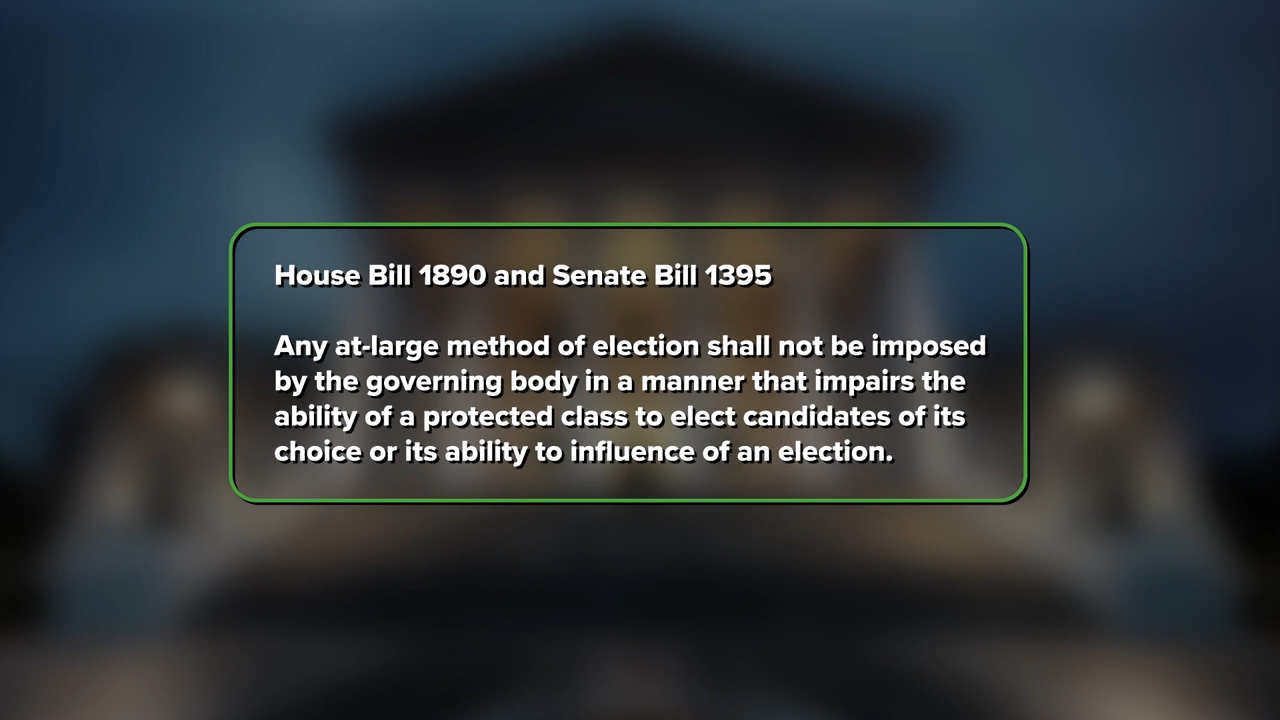 House Bill 1890 and Senate Bill 1395
Any at-large method of election shall not be imposed
by the governing body in a manner that impairs the
ability of a protected class to elect candidates of its
choice or its ability to influence of an election.